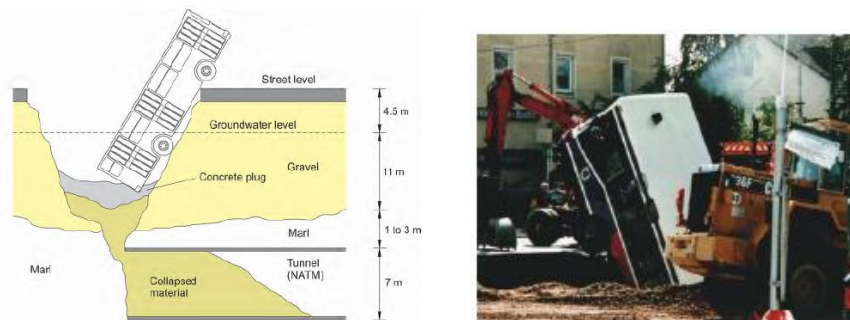 Street level
4.5 m
Groundwater level
Gravel
11 m
Concrete plug
Marl
1 to 3 m
Marl
Tunnel
(NATM)
Collapsed
material
7 m